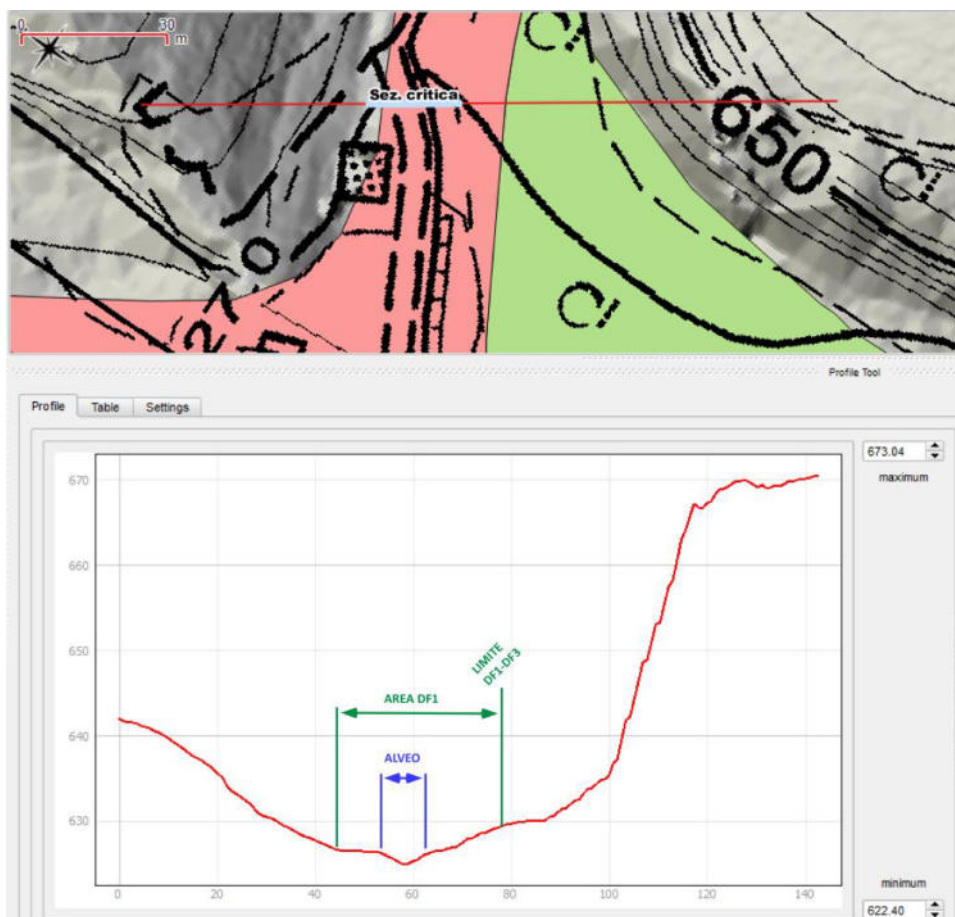 0. 30
m
Sez. critica
650
270
Profile Tool
Profile Table Settings
673.04
maximum
670
660
650
640
630
LIMITE
DF1-DF3
AREA DF1
ALVEO
0 20 40 60 80 100 120 140
minimum
622.40